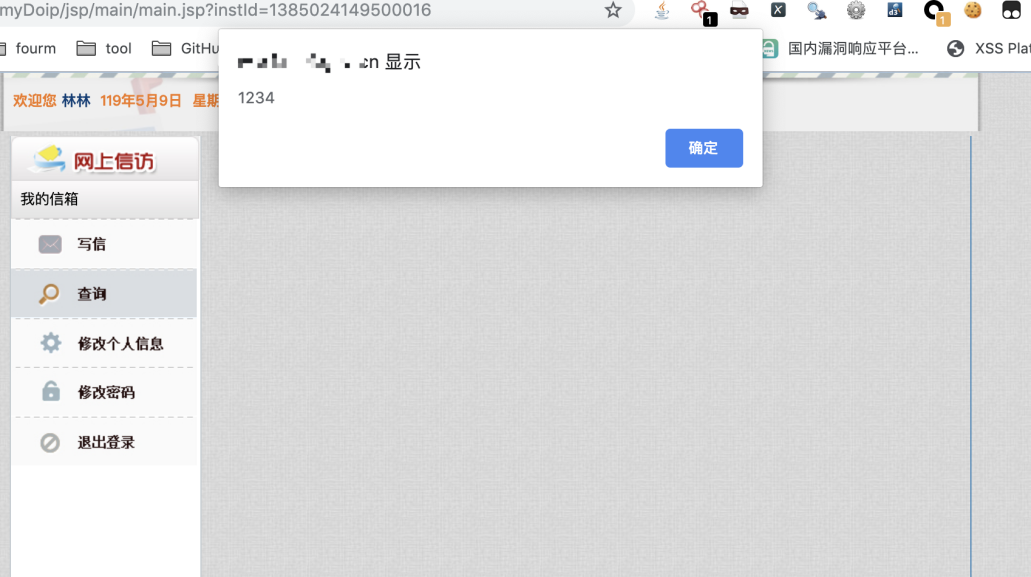 myDoip/jsp/main/main.jsp?instId=1385024149500016
fourm tool GitHu
国内漏洞响应平台... XSS Plat
cn 显示
1234
确定
欢迎您 林林 119年5月9日 星期
网上信访
我的信箱
写信
查询
修改个人信息
修改密码
退出登录